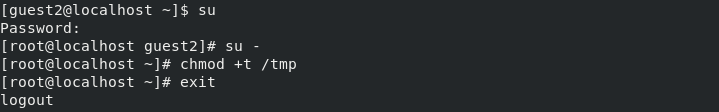 [guest2@localhost ~]$ su
Password:
[root@localhost guest2]# su -
[root@localhost ~]# chmod +t /tmp
[root@localhost ~]# exit
logout